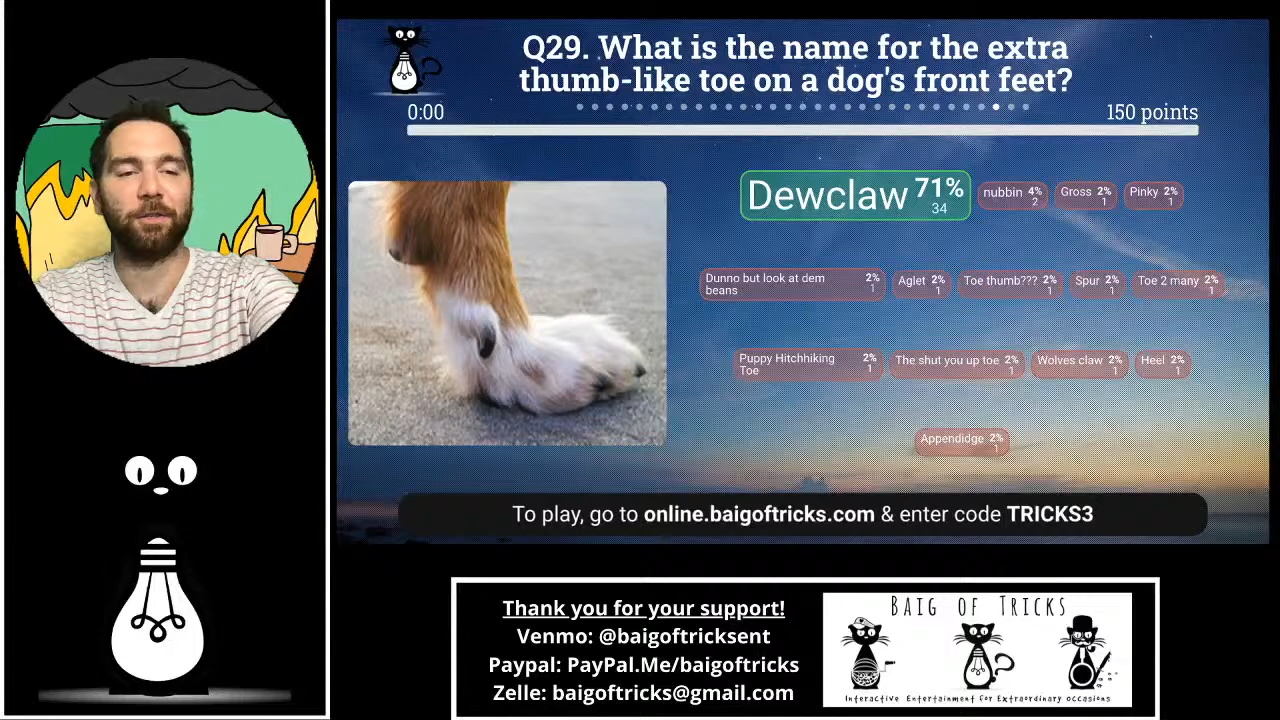 Q29. What is the name for the extra
thumb-like toe on a dog's front feet?
0:00
150 points
Dewclaw 71%
34
nubbin 4%
2
Gross 2%
1
Pinky 2%
1
Dunno but look at dem
beans
2%
1
Aglet 2%
1
Toe thumb??? 2%
1
Spur 2%
1
Toe 2 many 2%
1
Puppy Hitchhiking
Toe
2%
1
The shut you up toe 2%
1
Wolves claw 2%
1
Heel 2%
1
Appendidge 2%
1
To play, go to online.baigoftricks.com & enter code TRICKS3
Thank you for your support!
Venmo: @baigoftricksent
Paypal: PayPal.Me/baigoftricks
Zelle: baigoftricks@gmail.com
BAIG OF TRICKS
Interactive Entertainment for Extraordinary Occasions